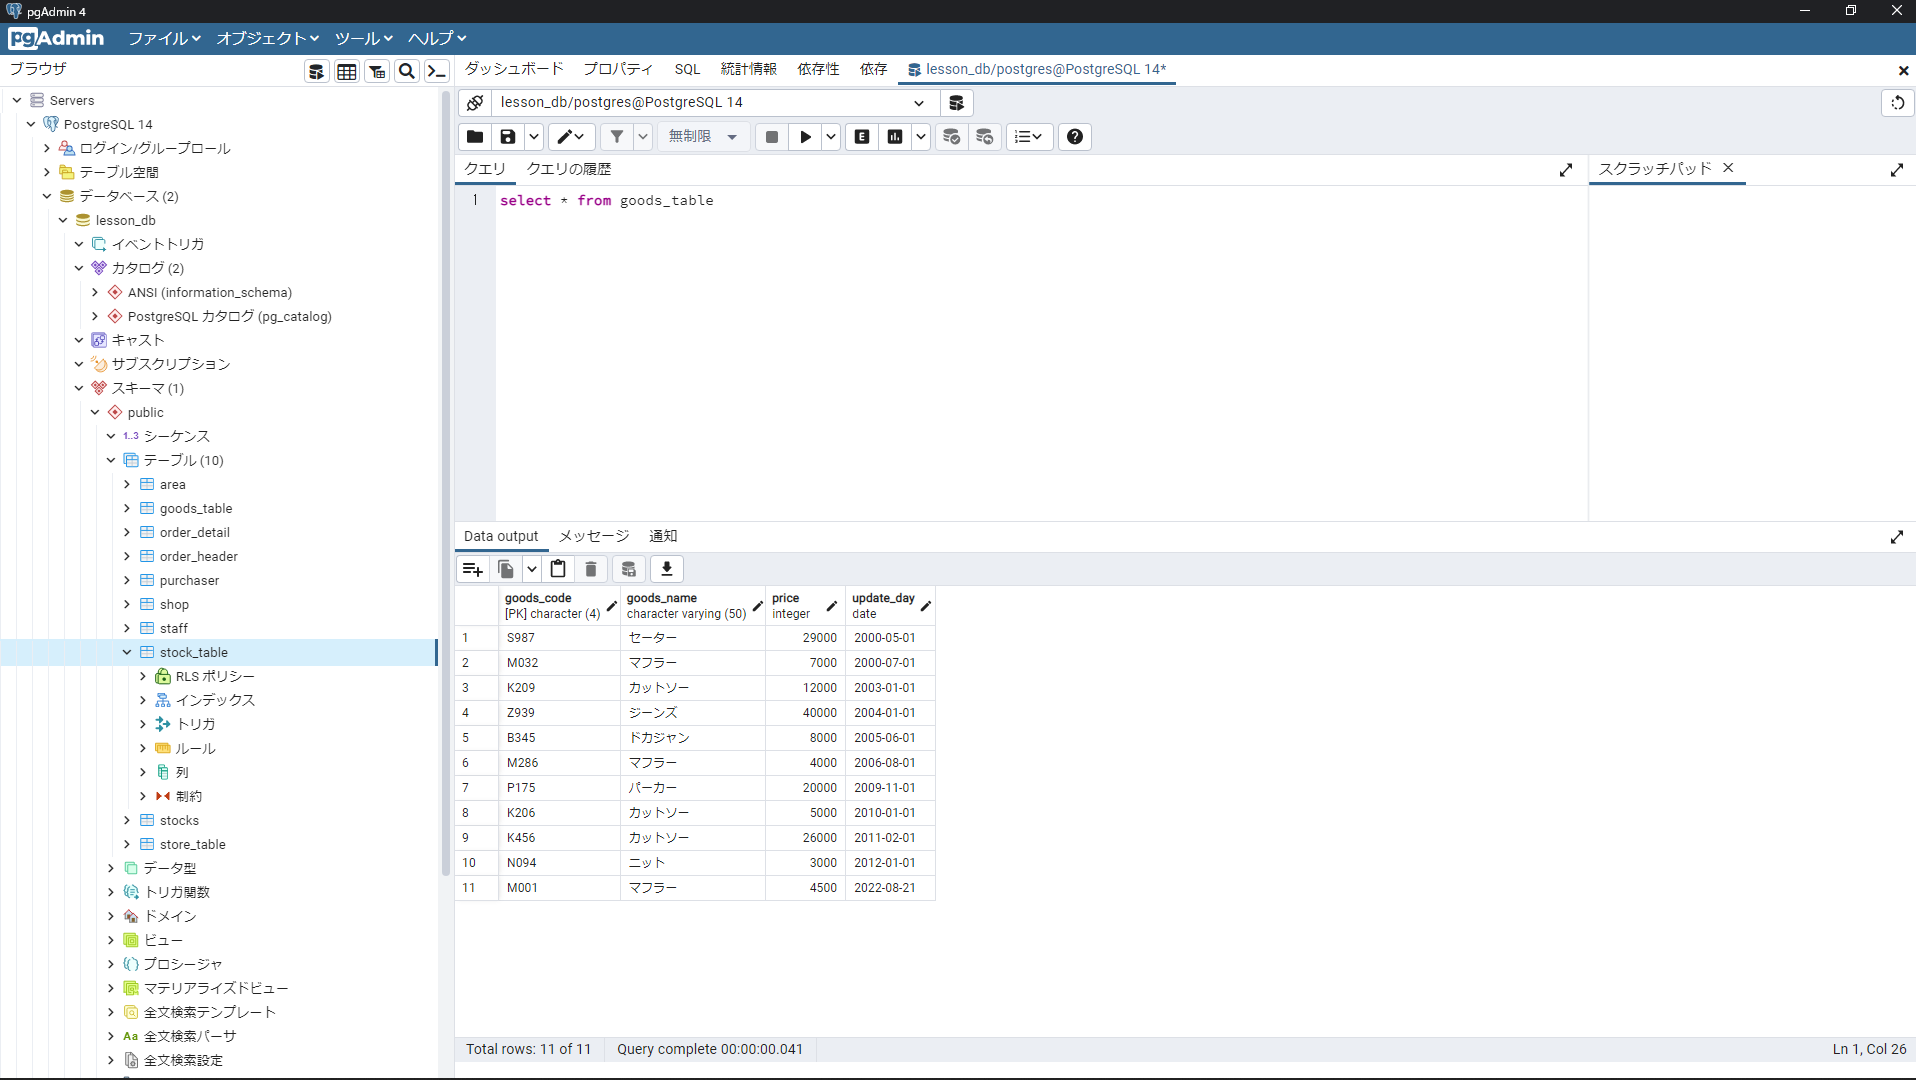 pgAdmin 4
pgAdmin ファイル オブジェクト ツール ヘルプ
ブラウザ
ダッシュボード プロパティ SQL 統計情報 依存性 依存 lesson_db/postgres@PostgreSQL 14*
Servers
PostgreSQL 14
ログイン/グループロール
テーブル空間
データベース (2)
lesson_db
イベントトリガ
カタログ (2)
ANSI (information_schema)
PostgreSQL カタログ (pg_catalog)
キャスト
サブスクリプション
スキーマ (1)
public
1..3 シーケンス
テーブル (10)
area
goods_table
order_detail
order_header
purchaser
shop
staff
stock_table
RLS ポリシー
インデックス
トリガ
ルール
列
制約
stocks
store_table
データ型
トリガ関数
ドメイン
ビュー
プロシージャ
マテリアライズドビュー
全文検索テンプレート
Aa 全文検索パーサ
全文検索設定
lesson_db/postgres@PostgreSQL 14
無制限
E
クエリ クエリの履歴
スクラッチパッド
1 select * from goods_table
Data output メッセージ 通知
goods_code goods_name price update_day
[PK] character (4) character varying (50) integer date
1 S987 セーター 29000 2000-05-01
2 M032 マフラー 7000 2000-07-01
3 K209 カットソー 12000 2003-01-01
4 Z939 ジーンズ 40000 2004-01-01
5 B345 ドカジャン 8000 2005-06-01
6 M286 マフラー 4000 2006-08-01
7 P175 パーカー 20000 2009-11-01
8 K206 カットソー 5000 2010-01-01
9 K456 カットソー 26000 2011-02-01
10 N094 ニット 3000 2012-01-01
11 M001 マフラー 4500 2022-08-21
Total rows: 11 of 11 Query complete 00:00:00.041 Ln 1, Col 26